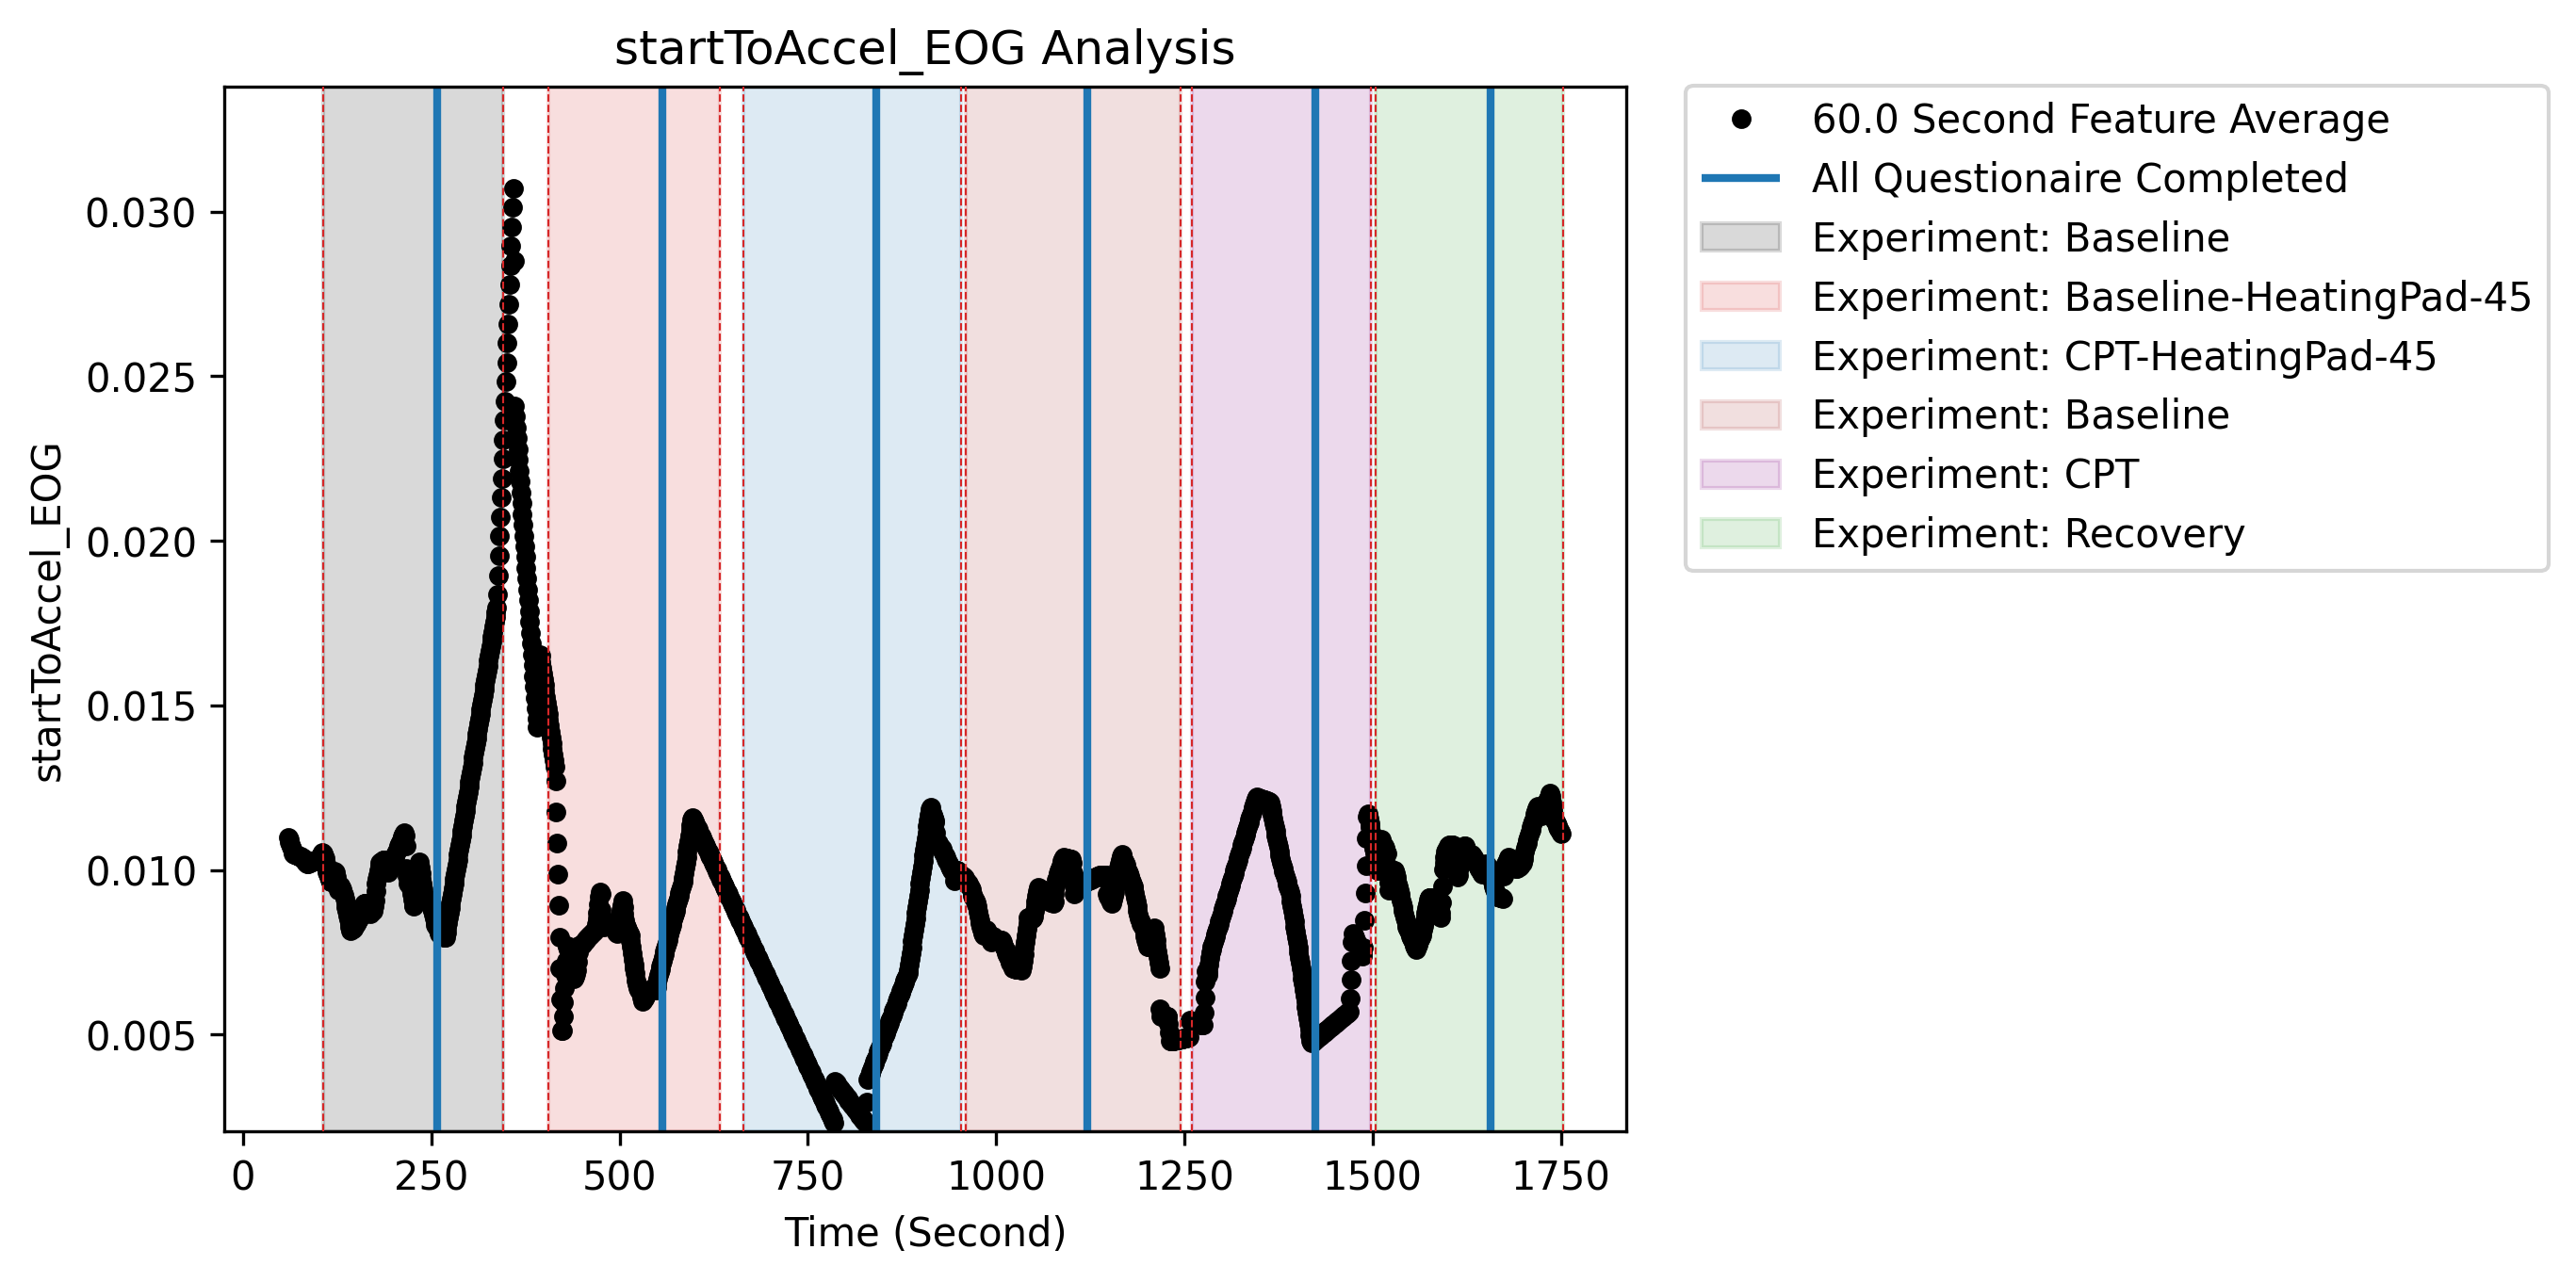 startToAccel_EOG Analysis
startToAccel_EOG
0.030
0.025
0.020
0.015
0.010
0.005
0 250 500 750 1000 1250 1500 1750
Time (Second)
60.0 Second Feature Average
All Questionaire Completed
Experiment: Baseline
Experiment: Baseline-HeatingPad-45
Experiment: CPT-HeatingPad-45
Experiment: Baseline
Experiment: CPT
Experiment: Recovery